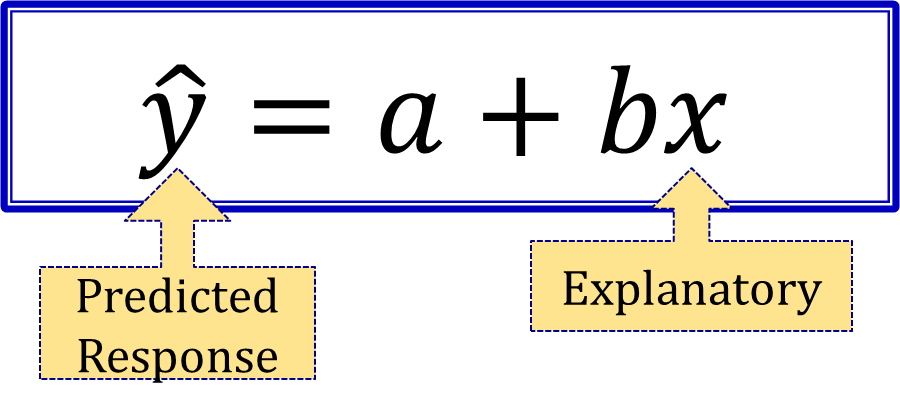 ŷ = a + bx
Predicted
Response
Explanatory